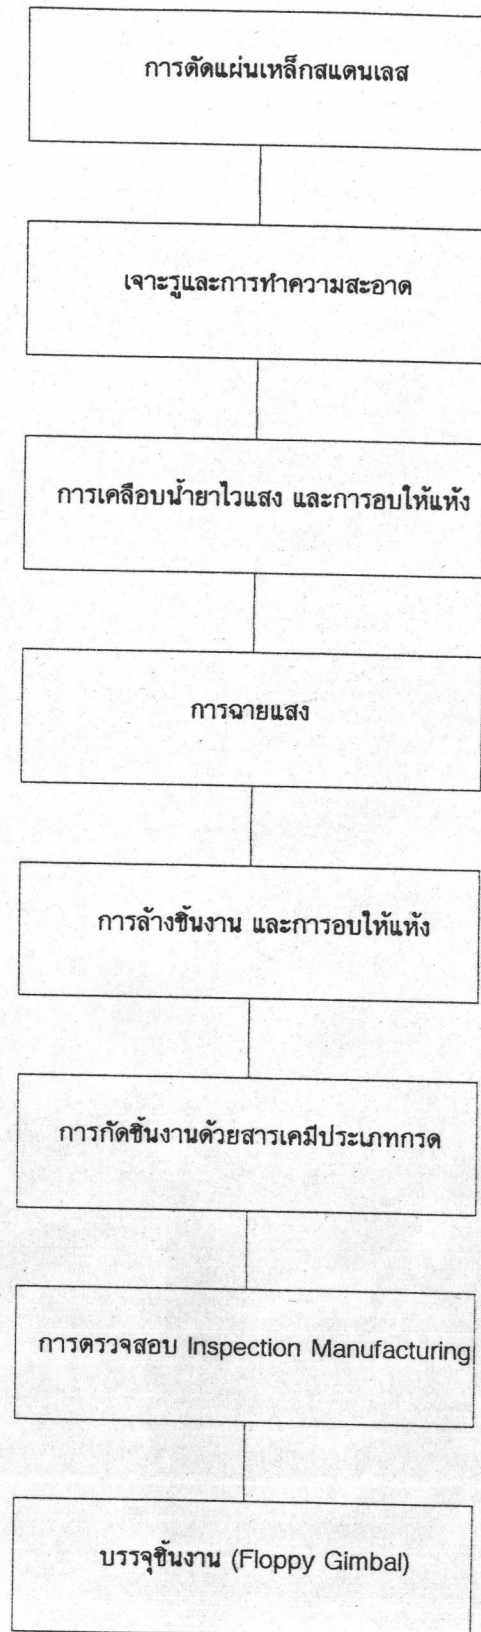 การตัดแผ่นเหล็กสแตนเลส
เจาะรูและการทำความสะอาด
การเคลือบน้ำยาไวแสง และการอบให้แห้ง
การฉายแสง
การล้างชิ้นงาน และการอบให้แห้ง
การกัดชิ้นงานด้วยสารเคมีประเภทกรด
การตรวจสอบ Inspection Manufacturing
บรรจุชิ้นงาน (Floppy Gimbal)